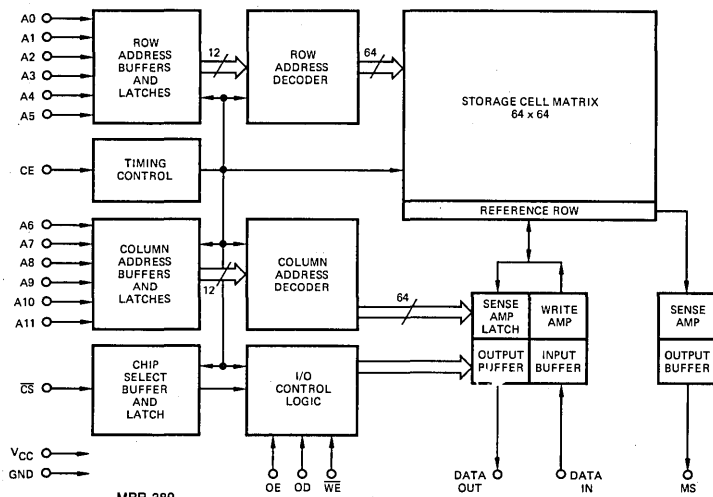 A0
A1
A2
A3
A4
A5
ROW
ADDRESS
BUFFERS
AND
LATCHES
12
ROW
ADDRESS
DECODER
64
STORAGE CELL MATRIX
64 x 64
REFERENCE ROW
CE
TIMING
CONTROL
A6
A7
A8
A9
A10
A11
COLUMN
ADDRESS
BUFFERS
AND
LATCHES
12
COLUMN
ADDRESS
DECODER
64
SENSE
AMP
LATCH
WRITE
AMP
OUTPUT
BUFFER
INPUT
BUFFER
SENSE
AMP
OUTPUT
BUFFER
CS
CHIP
SELECT
BUFFER
AND
LATCH
I/O
CONTROL
LOGIC
VCC
GND
OE
OD
WE
DATA
OUT
DATA
IN
MS